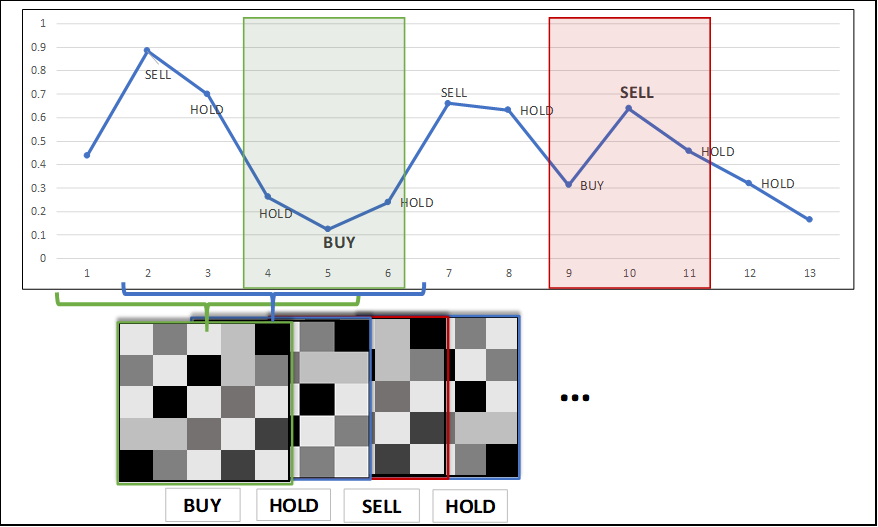 1
0.9
SELL
0.8
0.7
HOLD
SELL
HOLD
SELL
0.6
0.5
HOLD
0.4
0.3
BUY
HOLD
HOLD
HOLD
0.2
BUY
0.1
0
1 2 3 4 5 6 7 8 9 10 11 12 13
...
BUY HOLD SELL HOLD